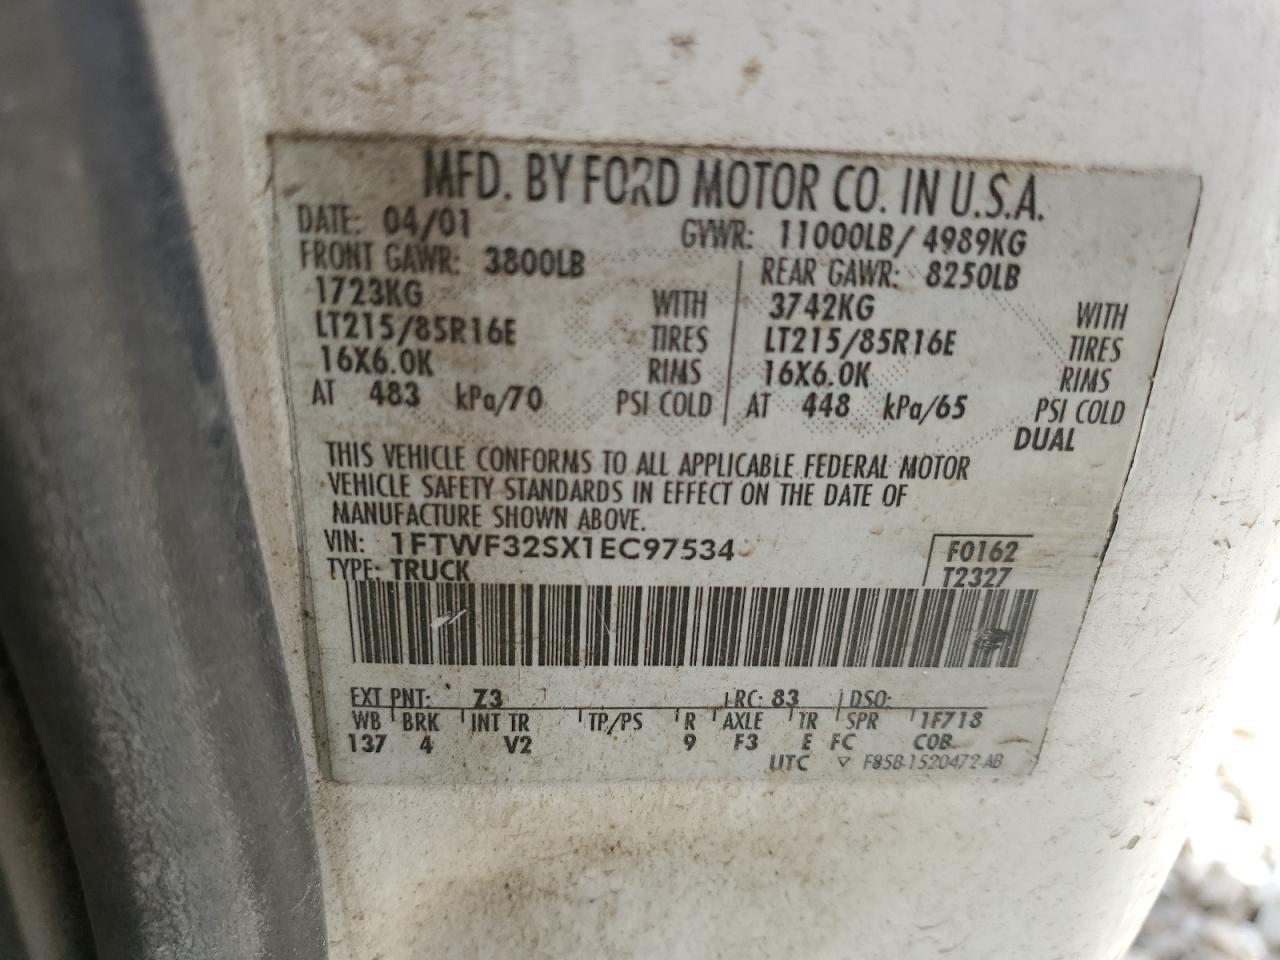 MFD. BY FORD MOTOR CO. IN U.S.A.
DATE: 04/01 GVWR: 11000LB/ 4989KG
FRONT GAWR: 3800LB REAR GAWR: 8250LB
1723KG WITH 3742KG WITH
LT215/85R16E TIRES LT215/85R16E TIRES
16X6.0K RIMS 16X6.0K RIMS
AT 483 kPa/70 PSI COLD AT 448 kPa/65 PSI COLD
DUAL
THIS VEHICLE CONFORMS TO ALL APPLICABLE FEDERAL MOTOR
VEHICLE SAFETY STANDARDS IN EFFECT ON THE DATE OF
MANUFACTURE SHOWN ABOVE.
VIN: 1FTWF32SX1EC97534 F0162
TYPE: TRUCK T2327
EXT PNT: Z3 RC: 83 DSO:
WB BRK INT TR TP/PS R AXLE TR SPR 1F718
137 4 V2 9 F3 E FC COB
UTC ▽ F85B-1520472-AB